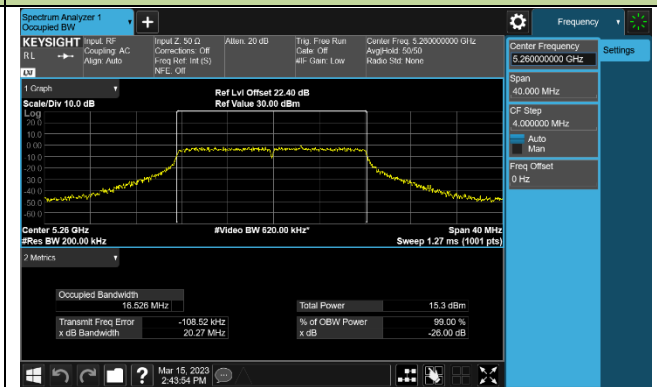 Spectrum Analyzer 1
Occupied BW
+
Frequency
KEYSIGHT
RL
LXI
Input: RF
Coupling: AC
Align: Auto
Input Z: 50 Ω
Corrections: Off
Freq Ref: Int (S)
NFE: Off
Atten: 20 dB
Trig: Free Run
Gate: Off
#IF Gain: Low
Center Freq: 5.260000000 GHz
Avg|Hold: 50/50
Radio Std: None
Center Frequency
5.260000000 GHz
Settings
Span
40.000 MHz
CF Step
4.000000 MHz
Auto
Man
Freq Offset
0 Hz
1 Graph
Scale/Div 10.0 dB
Ref Lvl Offset 22.40 dB
Ref Value 30.00 dBm
Log
20.0
10.0
0.00
-10.0
-20.0
-30.0
-40.0
-50.0
-60.0
Center 5.26 GHz
#Video BW 620.00 kHz*
Span 40 MHz
#Res BW 200.00 kHz
Sweep 1.27 ms (1001 pts)
2 Metrics
Occupied Bandwidth
16.526 MHz
Total Power 15.3 dBm
Transmit Freq Error -108.52 kHz
% of OBW Power 99.00 %
x dB Bandwidth 20.27 MHz
x dB -26.00 dB
?
Mar 15, 2023
2:43:54 PM